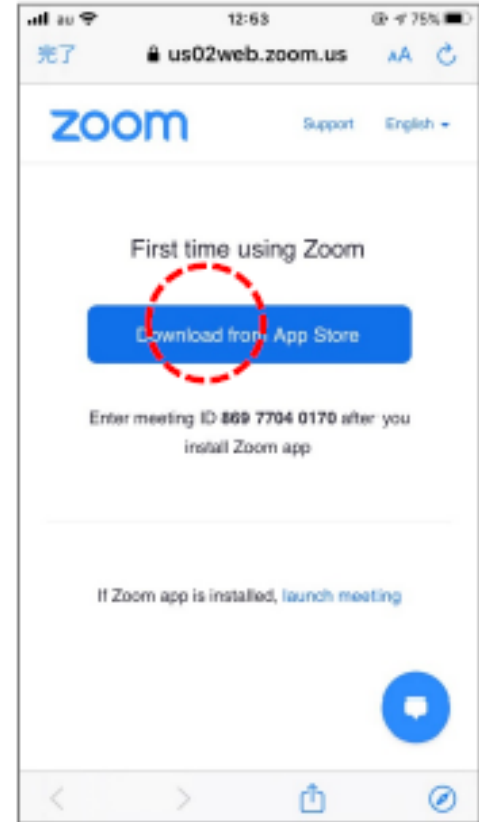 au 12:53 75%
完了 us02web.zoom.us AA
zoom Support English
First time using Zoom
Download from App Store
Enter meeting ID 869 7704 0170 after you
install Zoom app
If Zoom app is installed, launch meeting